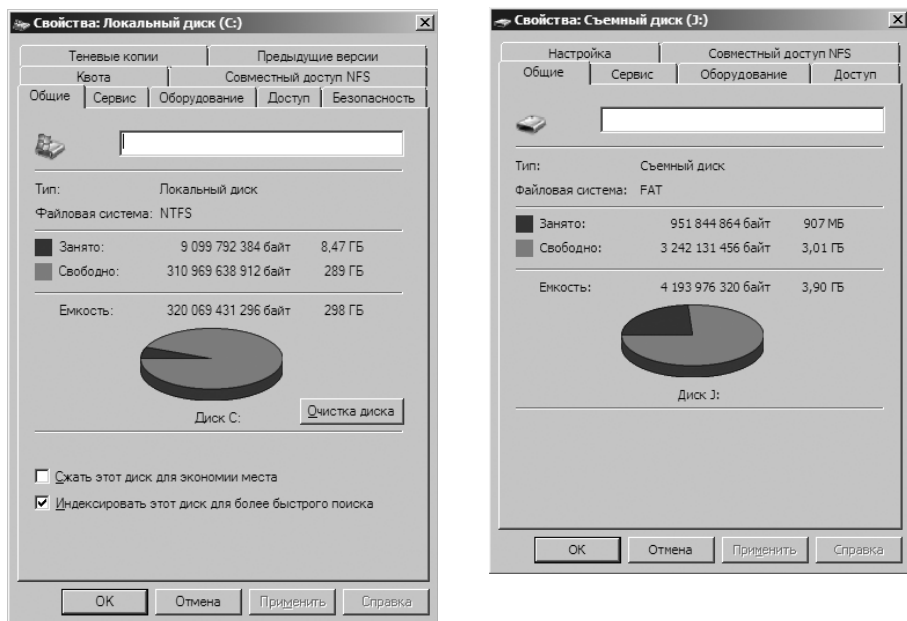 Свойства: Локальный диск (C:)
Теневые копии Предыдущие версии
Квота Совместный доступ NFS
Общие Сервис Оборудование Доступ Безопасность
Тип: Локальный диск
Файловая система: NTFS
Занято: 9 099 792 384 байт 8,47 ГБ
Свободно: 310 969 638 912 байт 289 ГБ
Емкость: 320 069 431 296 байт 298 ГБ
Диск C: Очистка диска
Сжать этот диск для экономии места
Индексировать этот диск для более быстрого поиска
OK Отмена Применить Справка
Свойства: Съемный диск (J:)
Настройка Совместный доступ NFS
Общие Сервис Оборудование Доступ
Тип: Съемный диск
Файловая система: FAT
Занято: 951 844 864 байт 907 МБ
Свободно: 3 242 131 456 байт 3,01 ГБ
Емкость: 4 193 976 320 байт 3,90 ГБ
Диск J:
OK Отмена Применить Справка